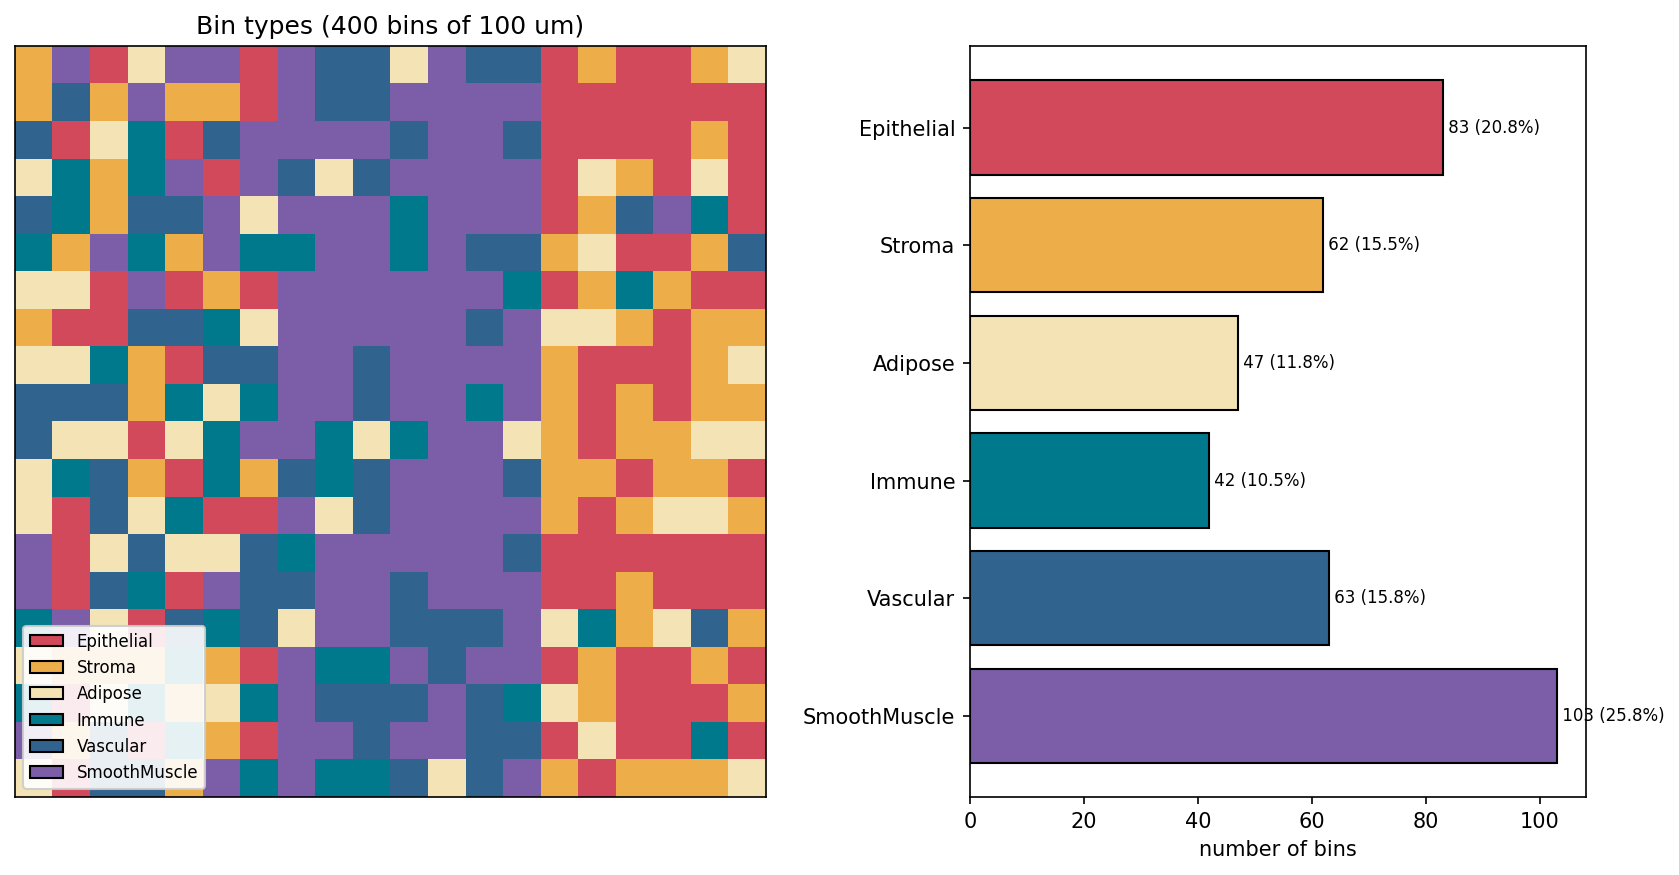 Bin types (400 bins of 100 um)
Epithelial
Stroma
Adipose
Immune
Vascular
SmoothMuscle
Epithelial
83 (20.8%)
Stroma
62 (15.5%)
Adipose
47 (11.8%)
Immune
42 (10.5%)
Vascular
63 (15.8%)
SmoothMuscle
103 (25.8%)
0 20 40 60 80 100
number of bins